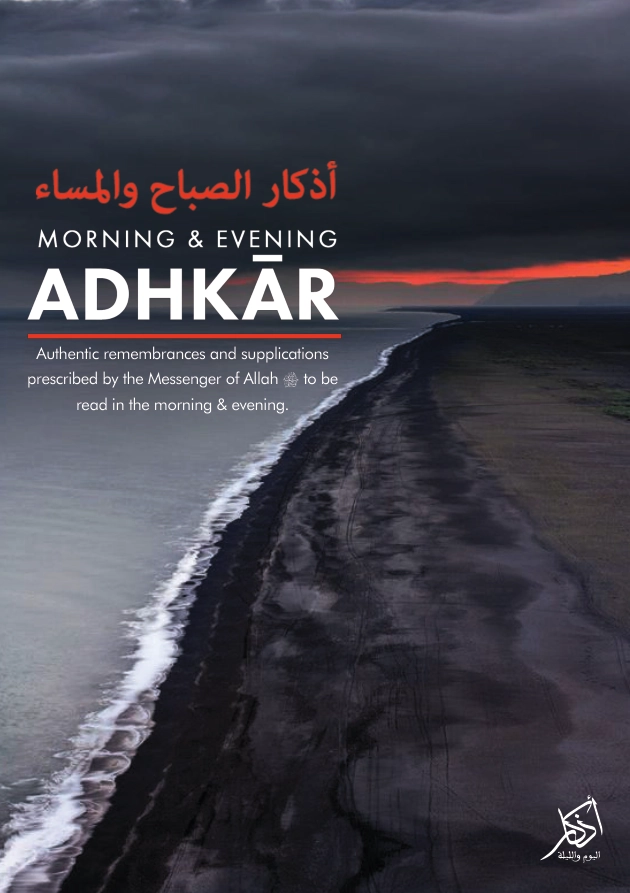 أذكار الصباح والمساء
MORNING & EVENING
ADHKĀR
Authentic remembrances and supplications
prescribed by the Messenger of Allah ﷺ to be
read in the morning & evening.
أذكار
اليوم والليلة